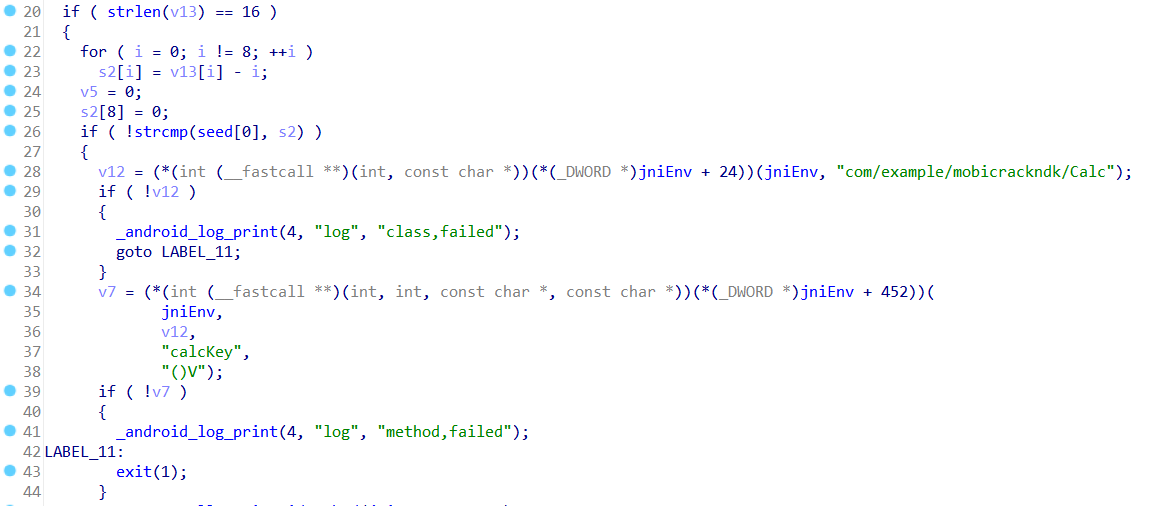 20 if ( strlen(v13) == 16 )
21 {
22 for ( i = 0; i != 8; ++i )
23 s2[i] = v13[i] - i;
24 v5 = 0;
25 s2[8] = 0;
26 if ( !strcmp(seed[0], s2) )
27 {
28 v12 = (*(int (__fastcall **)(int, const char *))(*(_DWORD *)jniEnv + 24))(jniEnv, "com/example/mobicrackndk/Calc");
29 if ( !v12 )
30 {
31 _android_log_print(4, "log", "class,failed");
32 goto LABEL_11;
33 }
34 v7 = (*(int (__fastcall **)(int, int, const char *, const char *))(*(_DWORD *)jniEnv + 452))(
35 jniEnv,
36 v12,
37 "calcKey",
38 "()V");
39 if ( !v7 )
40 {
41 _android_log_print(4, "log", "method,failed");
42 LABEL_11:
43 exit(1);
44 }